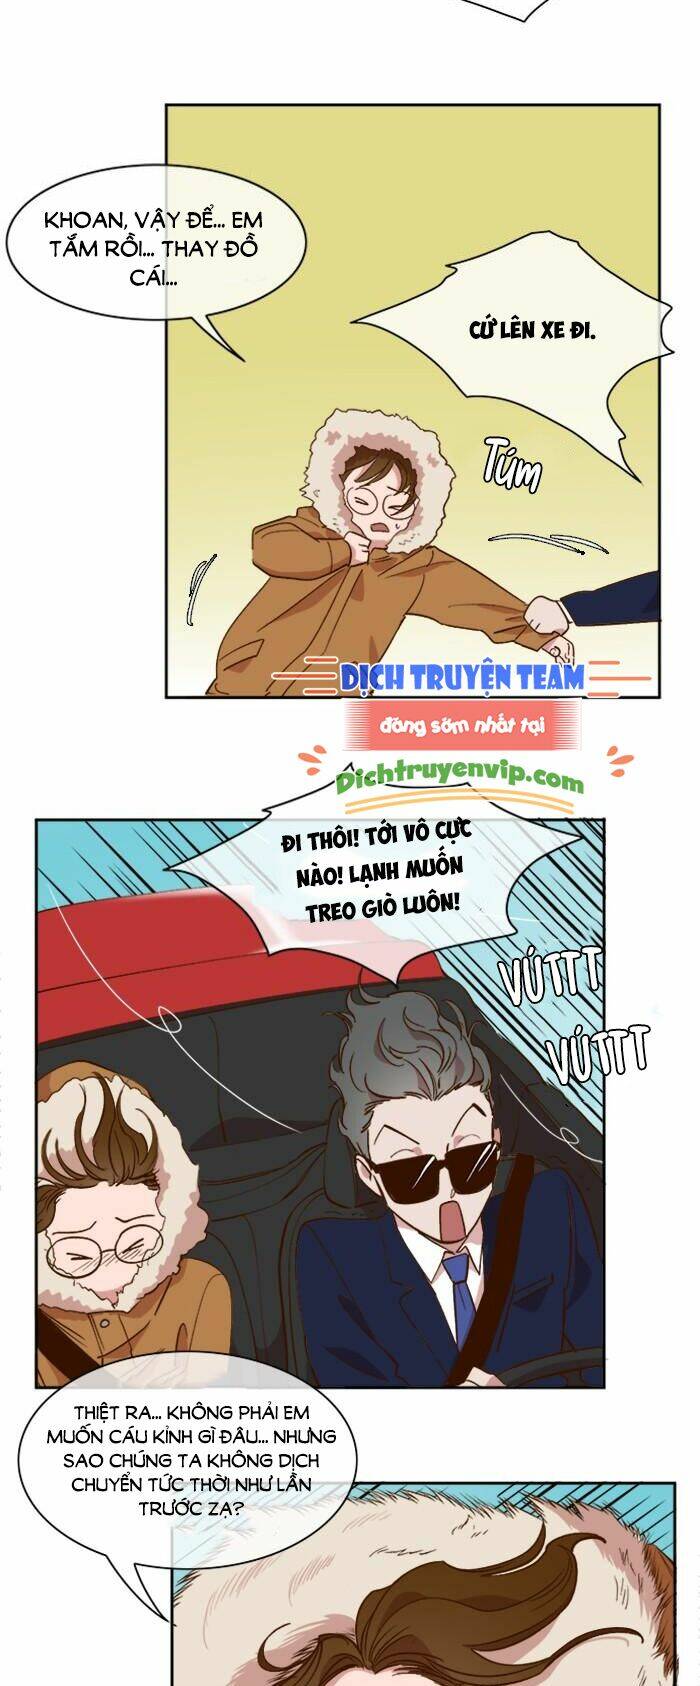 KHOAN, VẬY ĐỂ... EM
TẮM RỒI... THAY ĐỒ
CÁI...
CỨ LÊN XE ĐI.
TÚM
DỊCH TRUYỆN TEAM
đăng sớm nhất tại
Dichtruyenvip.com
ĐI THÔI! TỚI VÔ CỰC
NÀO! LẠNH MUỐN
TREO GIÒ LUÔN!
VÚTTT
VÚTTT
THIỆT RA... KHÔNG PHẢI EM
MUỐN CÁU KỈNH GÌ ĐÂU... NHƯNG
SAO CHÚNG TA KHÔNG DỊCH
CHUYỂN TỨC THỜI NHƯ LẦN
TRƯỚC ZẠ?